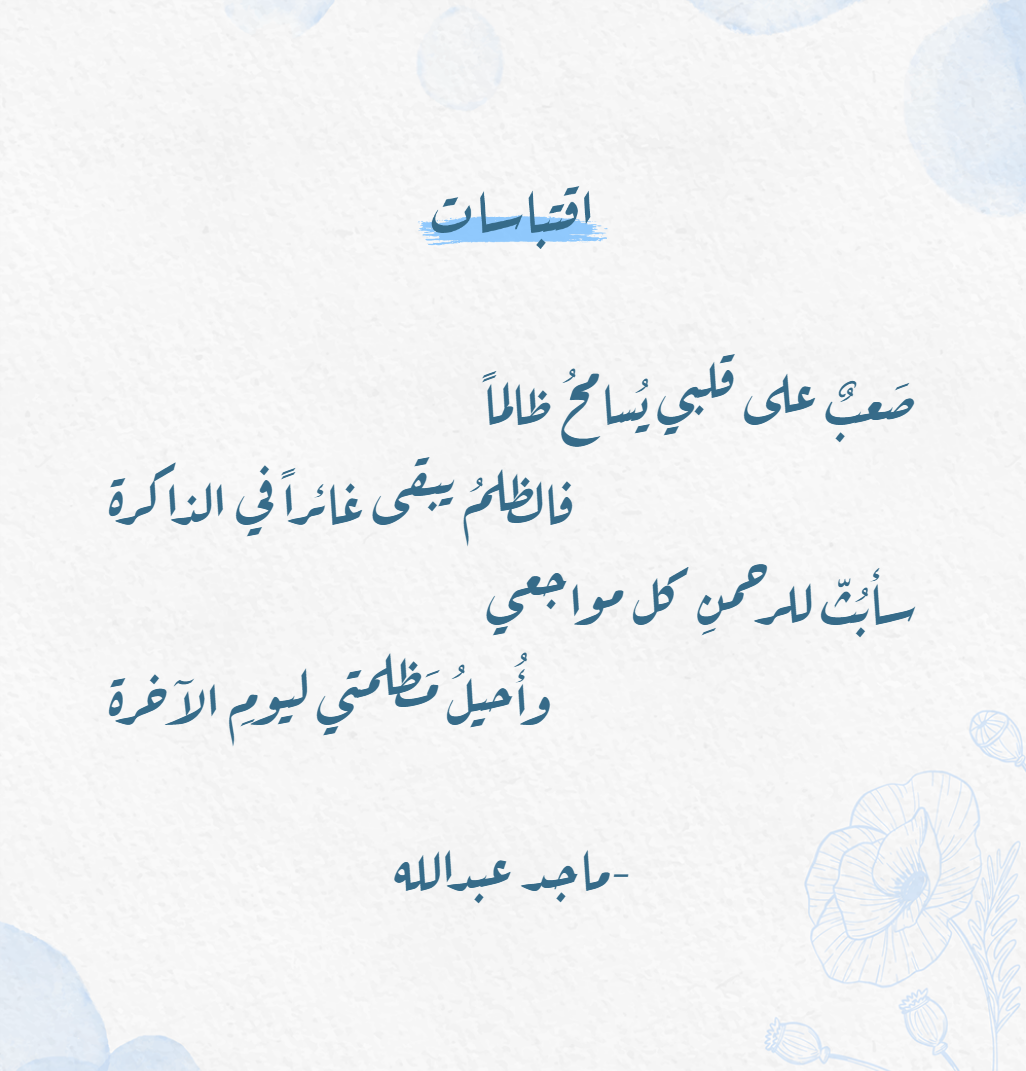 اقتباسات
صَعبٌ على قلبي يُسامحُ ظالماً
فالظلمُ يبقى غائراً في الذاكرة
سأبُثّ للرحمنِ كل مواجعي
وأُحيلُ مَظلمتي ليومِ الآخرة
-ماجد عبدالله